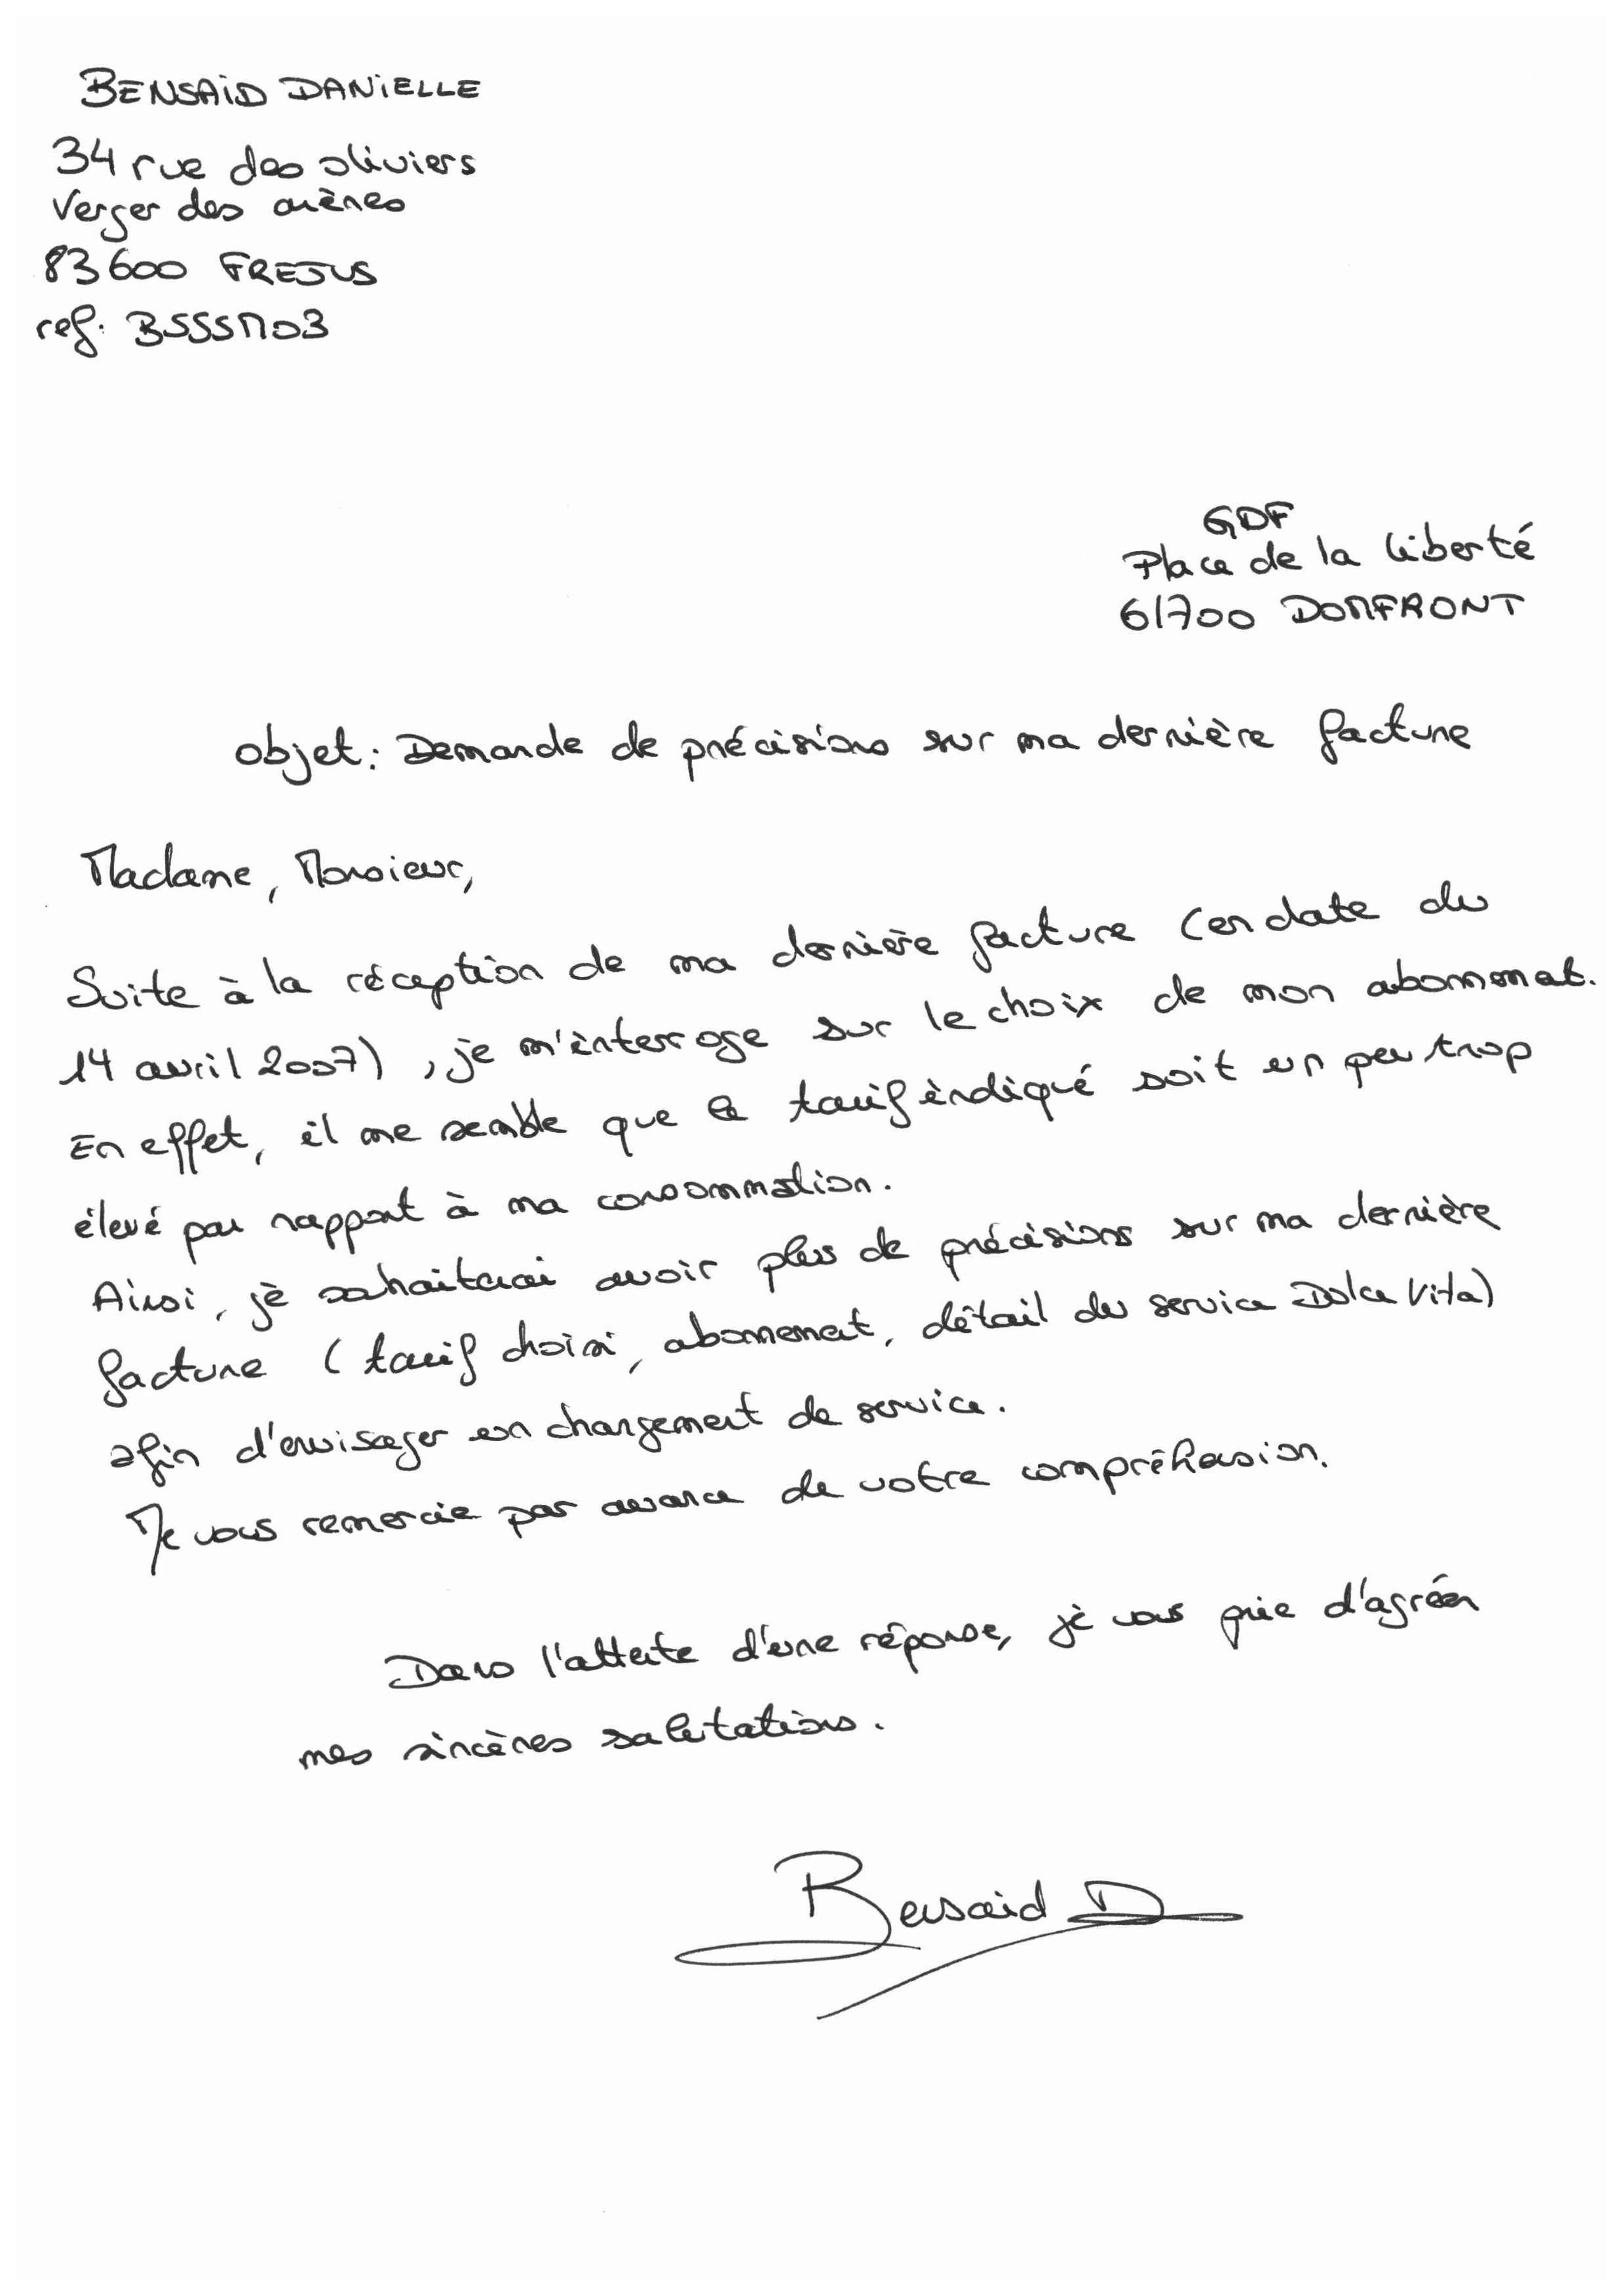 BENSAID DANIELLE
34 rue des oliviers
Verger des arènes
83600 FREJUS
ref: BSSSM03
GDF
Place de la liberté
61700 DOMFRONT
objet: Demande de précisions sur ma dernière facture
Madame, Monsieur,
Suite à la réception de ma dernière facture (en date du
14 avril 2007), je m'interroge sur le choix de mon abonnemat.
En effet, il me semble que le tarif indiqué soit un peu trop
élevé par rapport à ma consommation.
Ainsi, je souhaiterai avoir plus de précisions sur ma dernière
facture (tarif choisi, abonnement, détail du service Dolce Vita)
afin d'envisager un changement de service.
Je vous remercie par avance de votre compréhension.
Dans l'attente d'une réponse, je vous prie d'agréer
mes sincères salutations.
Bensaid D